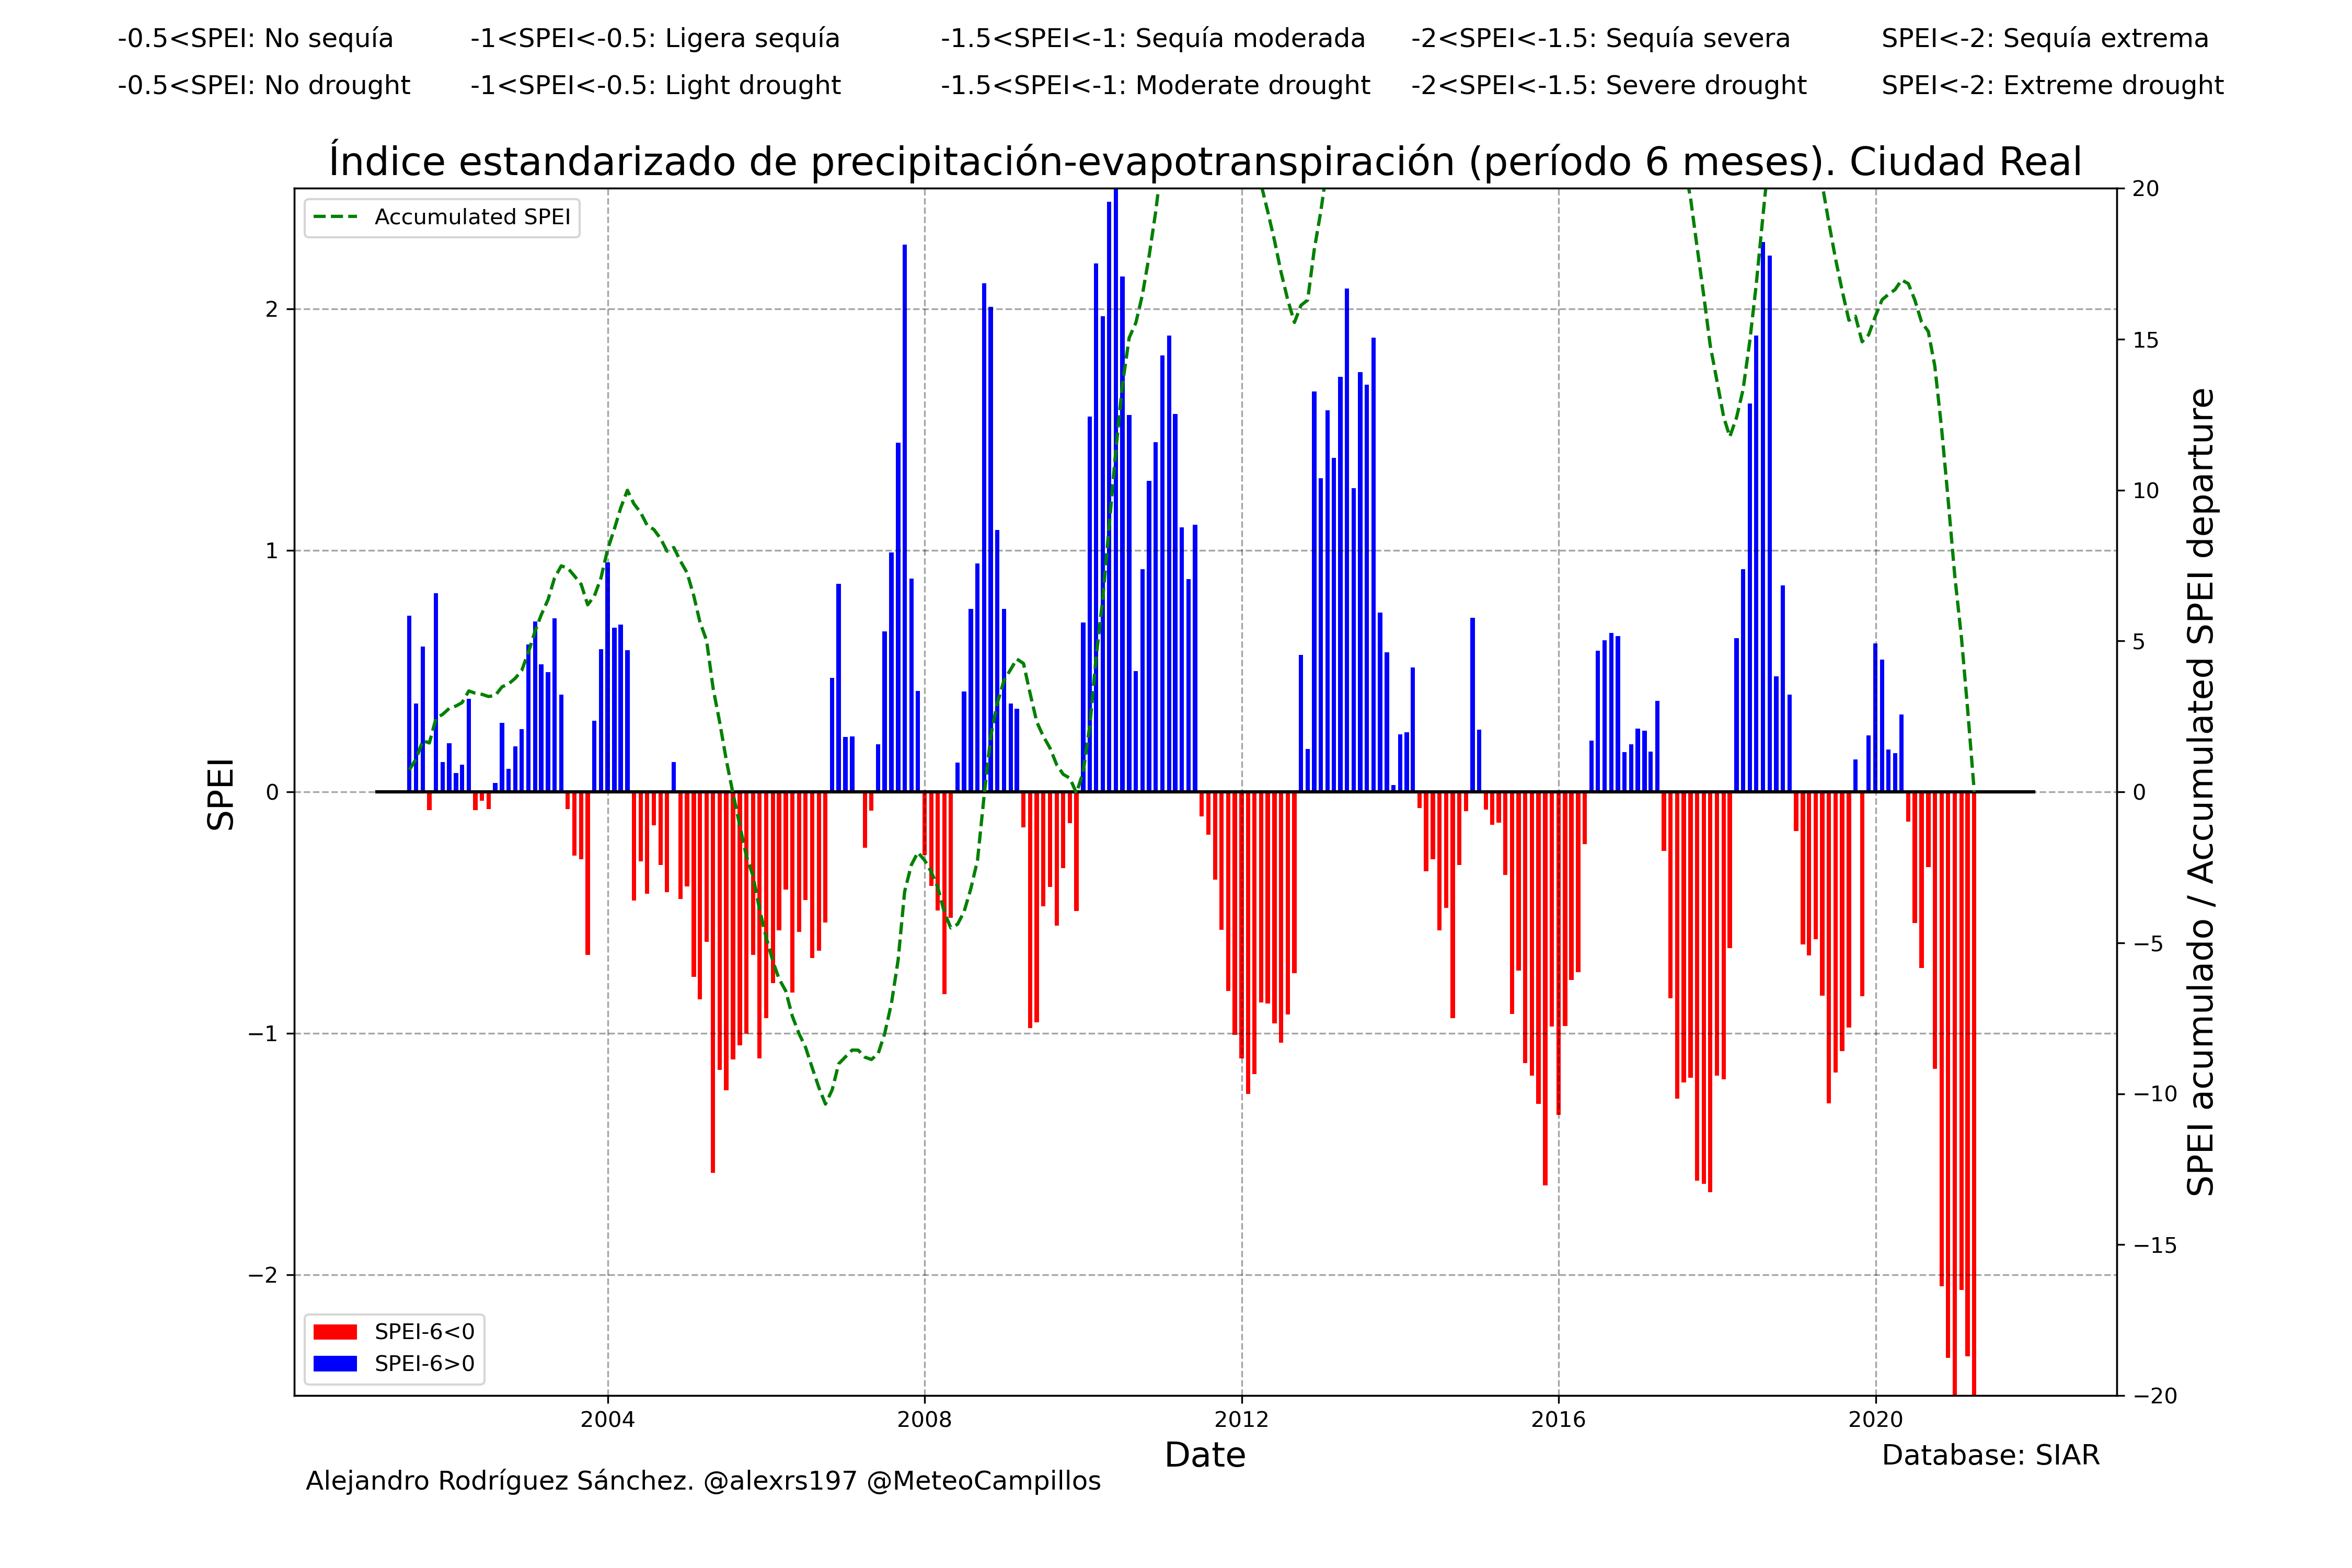 -0.5<SPEI: No sequía -1<SPEI<-0.5: Ligera sequía -1.5<SPEI<-1: Sequía moderada -2<SPEI<-1.5: Sequía severa SPEI<-2: Sequía extrema
-0.5<SPEI: No drought -1<SPEI<-0.5: Light drought -1.5<SPEI<-1: Moderate drought -2<SPEI<-1.5: Severe drought SPEI<-2: Extreme drought
Índice estandarizado de precipitación-evapotranspiración (período 6 meses). Ciudad Real
Accumulated SPEI
SPEI
2
1
0
−1
−2
20
15
10
5
0
−5
−10
−15
−20
SPEI acumulado / Accumulated SPEI departure
SPEI-6<0
SPEI-6>0
2004 2008 2012 2016 2020
Date
Database: SIAR
Alejandro Rodríguez Sánchez. @alexrs197 @MeteoCampillos